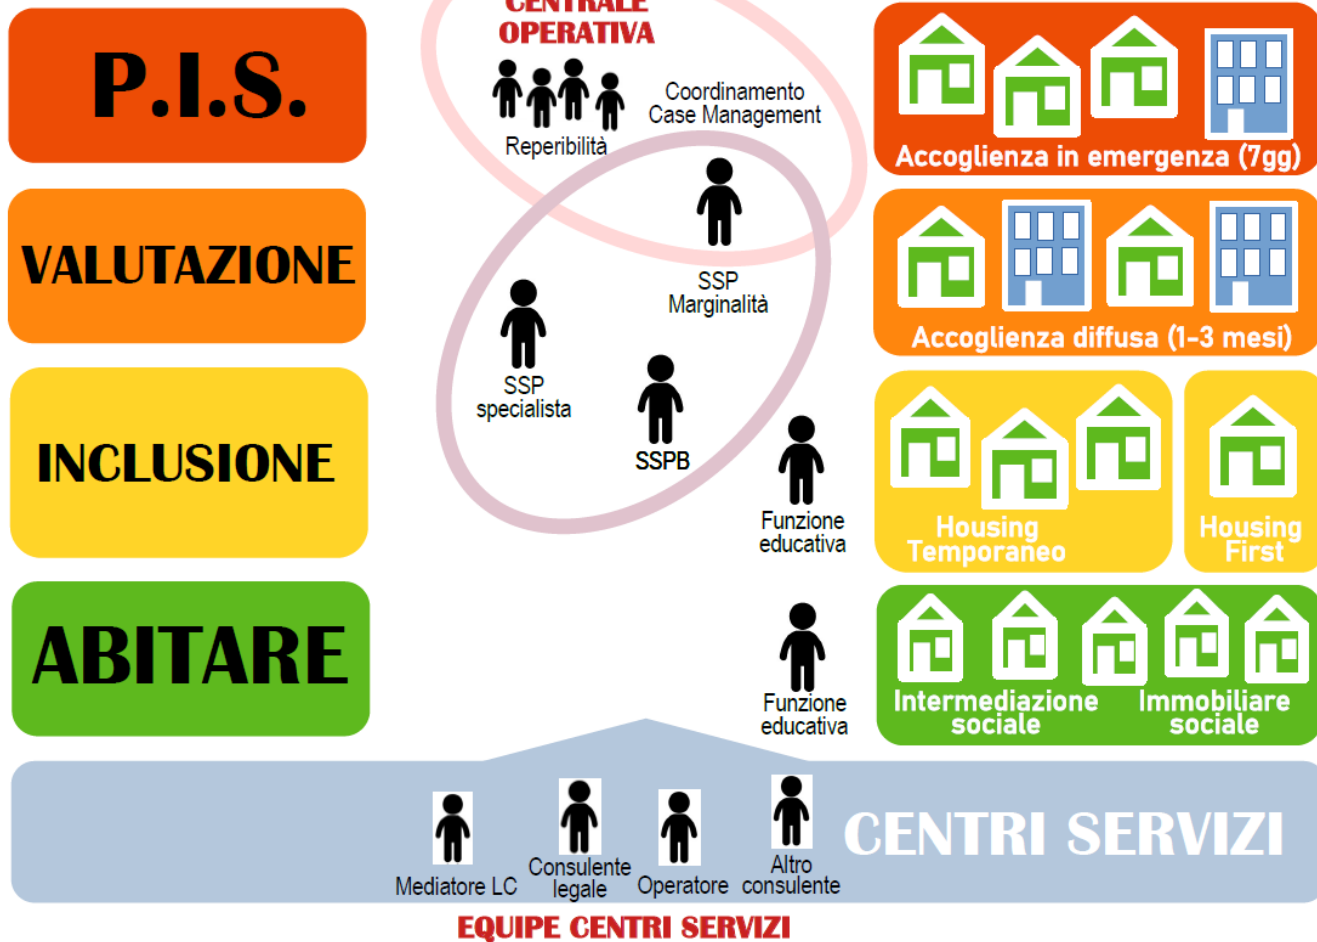 CENTRALE
OPERATIVA
P.I.S.
Reperibilità
Coordinamento
Case Management
Accoglienza in emergenza (7gg)
VALUTAZIONE
SSP
Marginalità
Accoglienza diffusa (1-3 mesi)
SSP
specialista
INCLUSIONE
SSPB
Funzione
educativa
Housing
Temporaneo
Housing
First
ABITARE
Funzione
educativa
Intermediazione
sociale
Immobiliare
sociale
CENTRI SERVIZI
Mediatore LC
Consulente
legale
Operatore
Altro
consulente
EQUIPE CENTRI SERVIZI